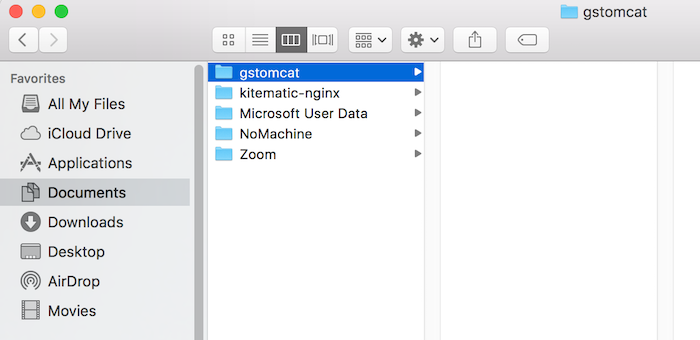 gstomcat
Favorites
All My Files
iCloud Drive
Applications
Documents
Downloads
Desktop
AirDrop
Movies
gstomcat
kitematic-nginx
Microsoft User Data
NoMachine
Zoom